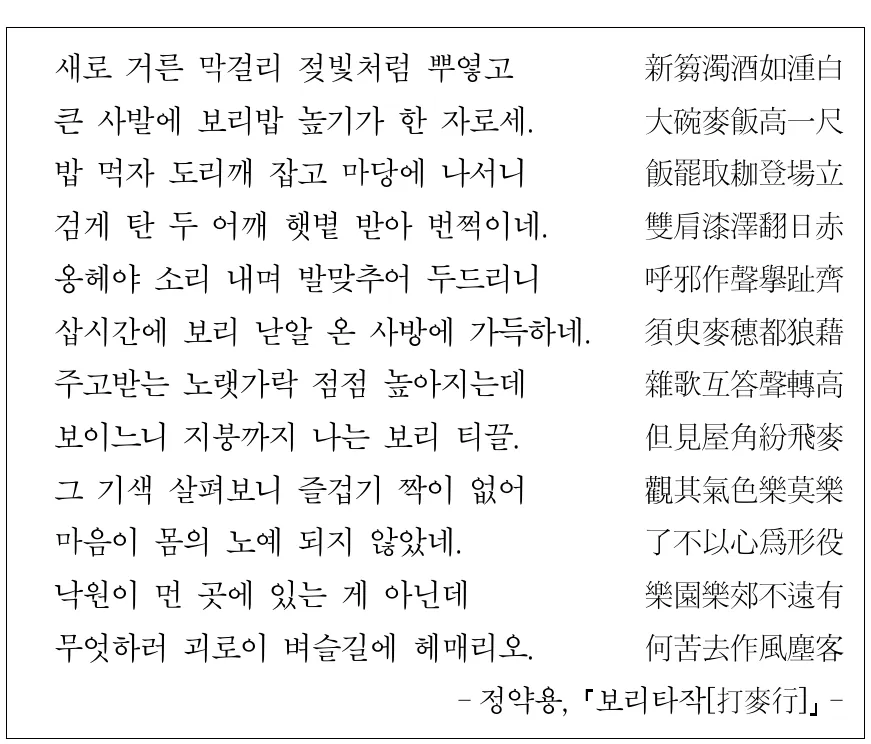 새로 거른 막걸리 젖빛처럼 뿌옇고 新篘濁酒如湩白
큰 사발에 보리밥 높기가 한 자로세. 大碗麥飯高一尺
밥 먹자 도리깨 잡고 마당에 나서니 飯罷取耞登場立
검게 탄 두 어깨 햇볕 받아 번쩍이네. 雙肩漆澤翻日赤
옹헤야 소리 내며 발맞추어 두드리니 呼邪作聲擧趾齊
삽시간에 보리 낟알 온 사방에 가득하네. 須臾麥穗都狼藉
주고받는 노랫가락 점점 높아지는데 雜歌互答聲轉高
보이느니 지붕까지 나는 보리 티끌. 但見屋角紛飛麥
그 기색 살펴보니 즐겁기 짝이 없어 觀其氣色樂莫樂
마음이 몸의 노예 되지 않았네. 了不以心爲形役
낙원이 먼 곳에 있는 게 아닌데 樂園樂郊不遠有
무엇하러 괴로이 벼슬길에 헤매리오. 何苦去作風塵客
- 정약용, 「보리타작[打麥行]」 -